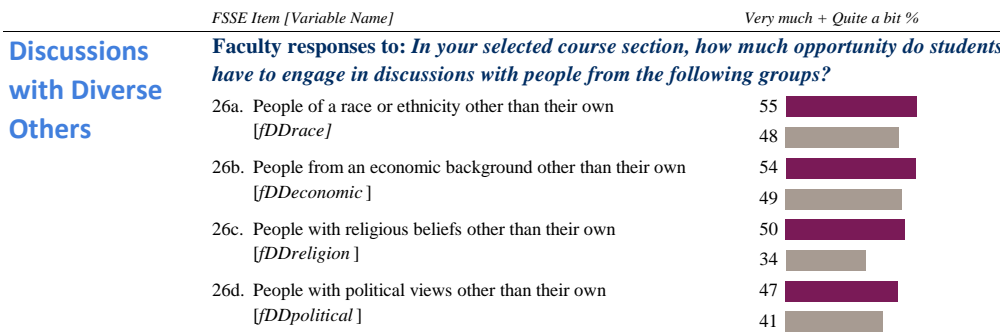 FSSE Item [Variable Name] Very much + Quite a bit %
Discussions with Diverse Others
Faculty responses to: In your selected course section, how much opportunity do students
have to engage in discussions with people from the following groups?
26a. People of a race or ethnicity other than their own 55
[fDDrace] 48
26b. People from an economic background other than their own 54
[fDDeconomic ] 49
26c. People with religious beliefs other than their own 50
[fDDreligion ] 34
26d. People with political views other than their own 47
[fDDpolitical ] 41